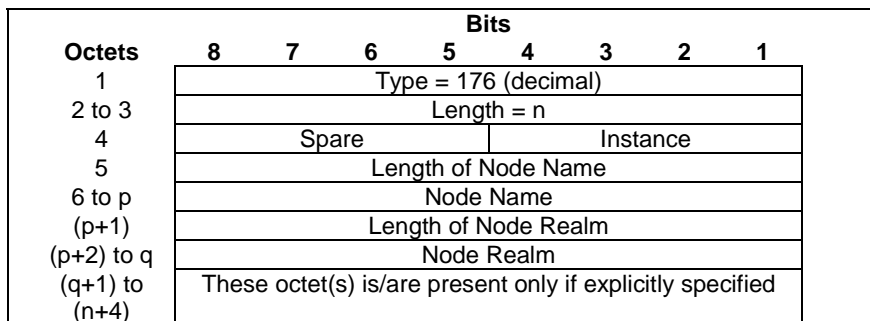 Bits
Octets 8 7 6 5 4 3 2 1
1 Type = 176 (decimal)
2 to 3 Length = n
4 Spare Instance
5 Length of Node Name
6 to p Node Name
(p+1) Length of Node Realm
(p+2) to q Node Realm
(q+1) to These octet(s) is/are present only if explicitly specified
(n+4)